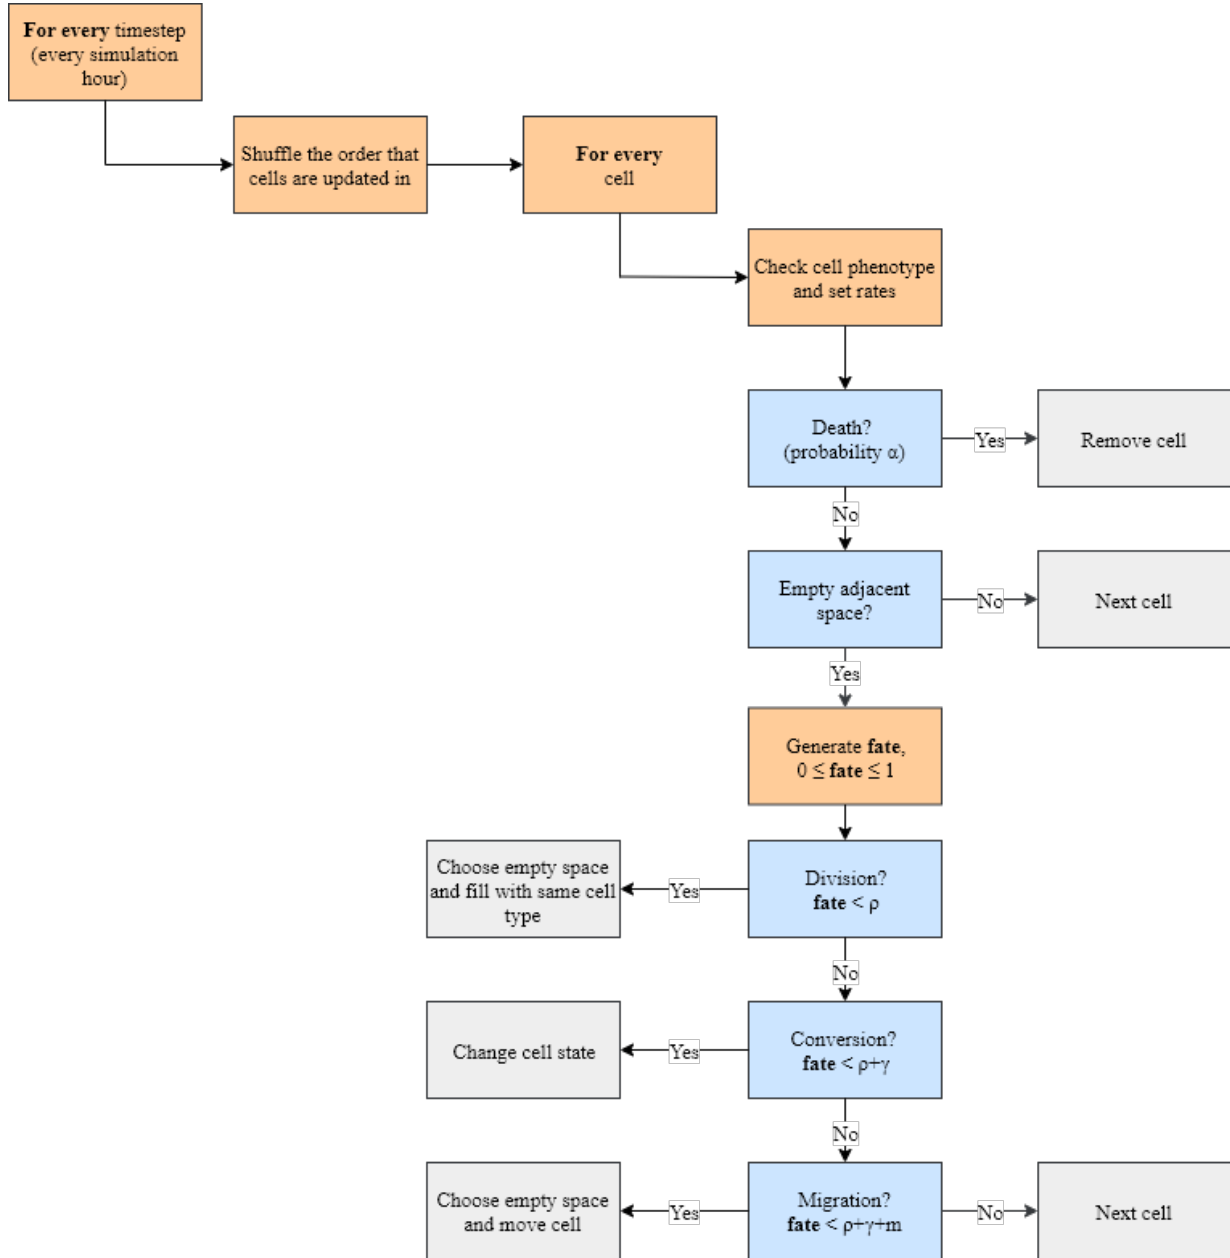 For every timestep
(every simulation
hour)
Shuffle the order that
cells are updated in
For every
cell
Check cell phenotype
and set rates
Death?
(probability α)
Yes
Remove cell
No
Empty adjacent
space?
No
Next cell
Yes
Generate fate,
0 ≤ fate ≤ 1
Choose empty space
and fill with same cell
type
Yes
Division?
fate < ρ
No
Change cell state
Yes
Conversion?
fate < ρ+γ
No
Choose empty space
and move cell
Yes
Migration?
fate < ρ+γ+m
No
Next cell